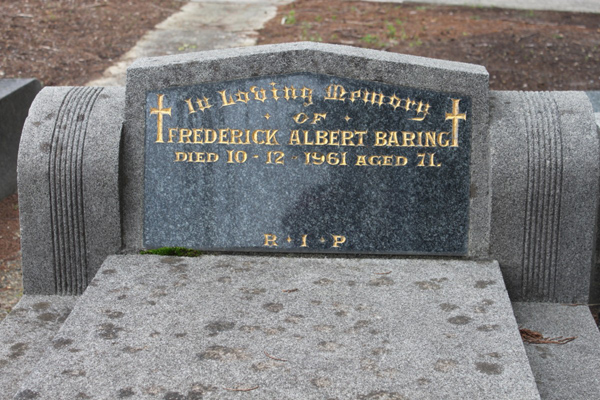 In Loving Memory
OF
FREDERICK ALBERT BARING
DIED 10-12-1961 AGED 71.
R·I·P